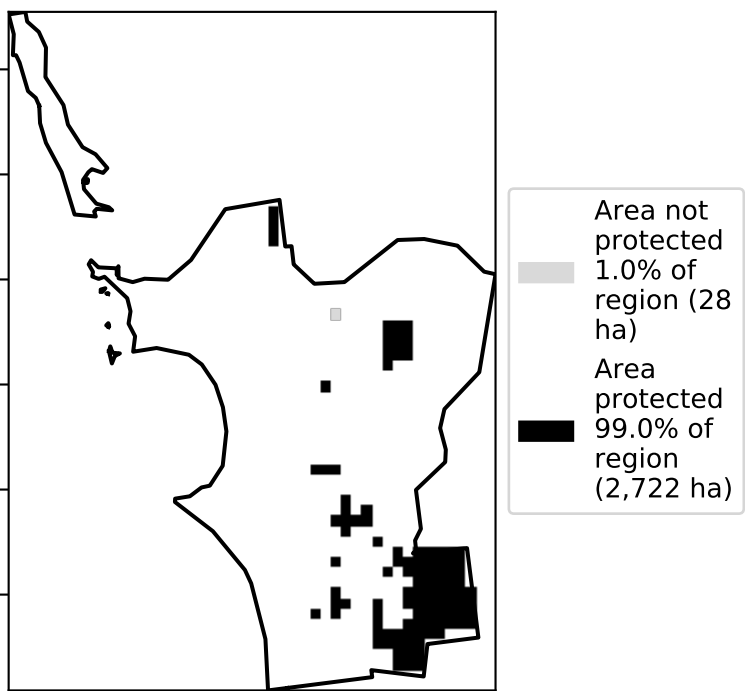 Area not
protected
1.0% of
region (28
ha)
Area
protected
99.0% of
region
(2,722 ha)